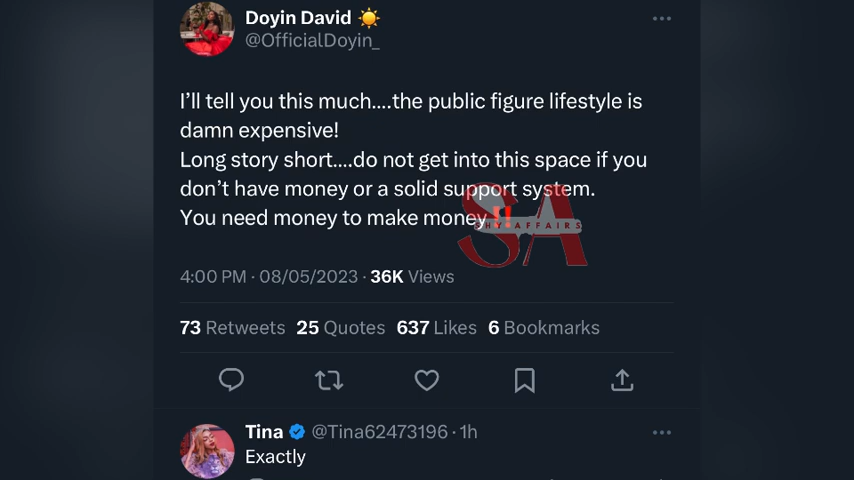 Doyin David ☀️
@OfficialDoyin_
I’ll tell you this much....the public figure lifestyle is
damn expensive!
Long story short....do not get into this space if you
don’t have money or a solid support system.
You need money to make money ‼️
SA
HY AFFAIRS
4:00 PM · 08/05/2023 · 36K Views
73 Retweets 25 Quotes 637 Likes 6 Bookmarks
Tina @Tina62473196 · 1h
Exactly